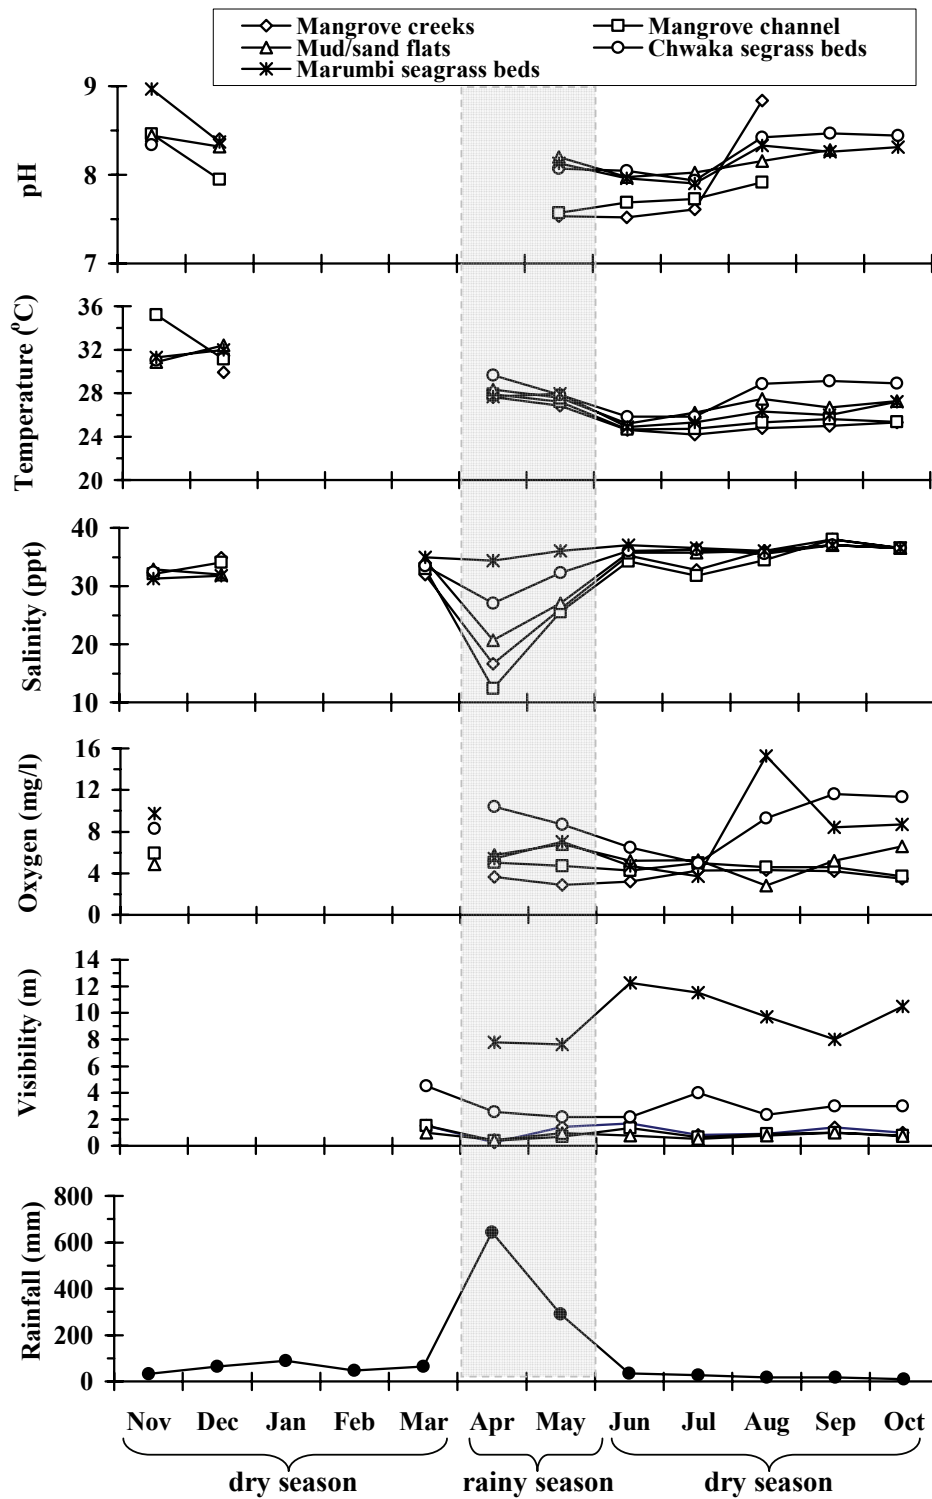 Mangrove creeks Mangrove channel
Mud/sand flats Chwaka segrass beds
Marumbi seagrass beds
pH
9
8
7
Temperature (⁰C)
36
32
28
24
20
Salinity (ppt)
40
30
20
10
Oxygen (mg/l)
16
12
8
4
0
Visibility (m)
14
12
10
8
6
4
2
0
Rainfall (mm)
800
600
400
200
0
Nov Dec Jan Feb Mar Apr May Jun Jul Aug Sep Oct
dry season rainy season dry season